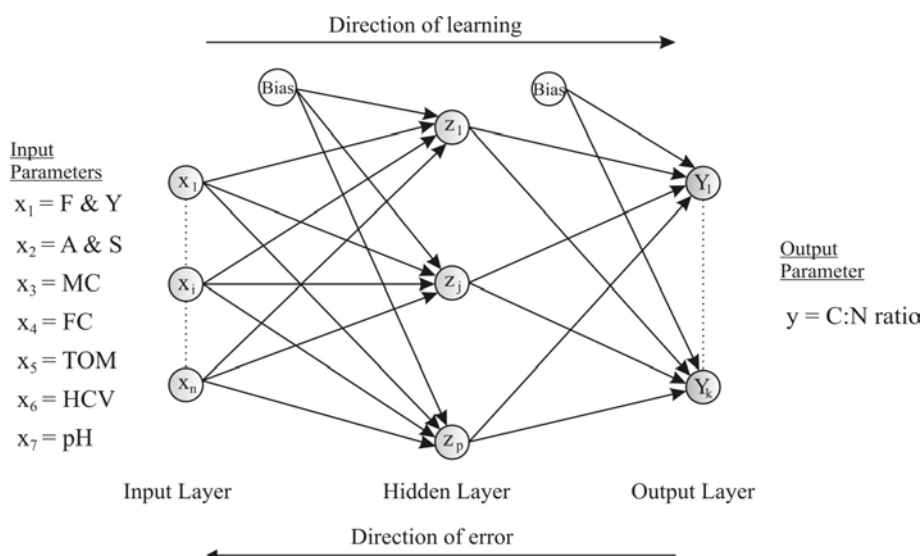 Direction of learning
Bias
Bias
z₁
Input
Parameters
x₁ = F & Y
x₂ = A & S
x₃ = MC
x₄ = FC
x₅ = TOM
x₆ = HCV
x₇ = pH
x₁
xᵢ
xₙ
zⱼ
zₚ
Y₁
Yₖ
Output
Parameter
y = C:N ratio
Input Layer
Hidden Layer
Output Layer
Direction of error